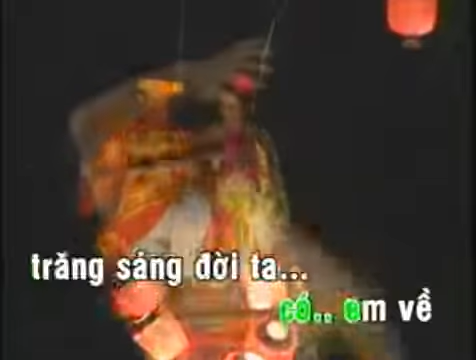 trăng sáng đời ta...
có.. em về